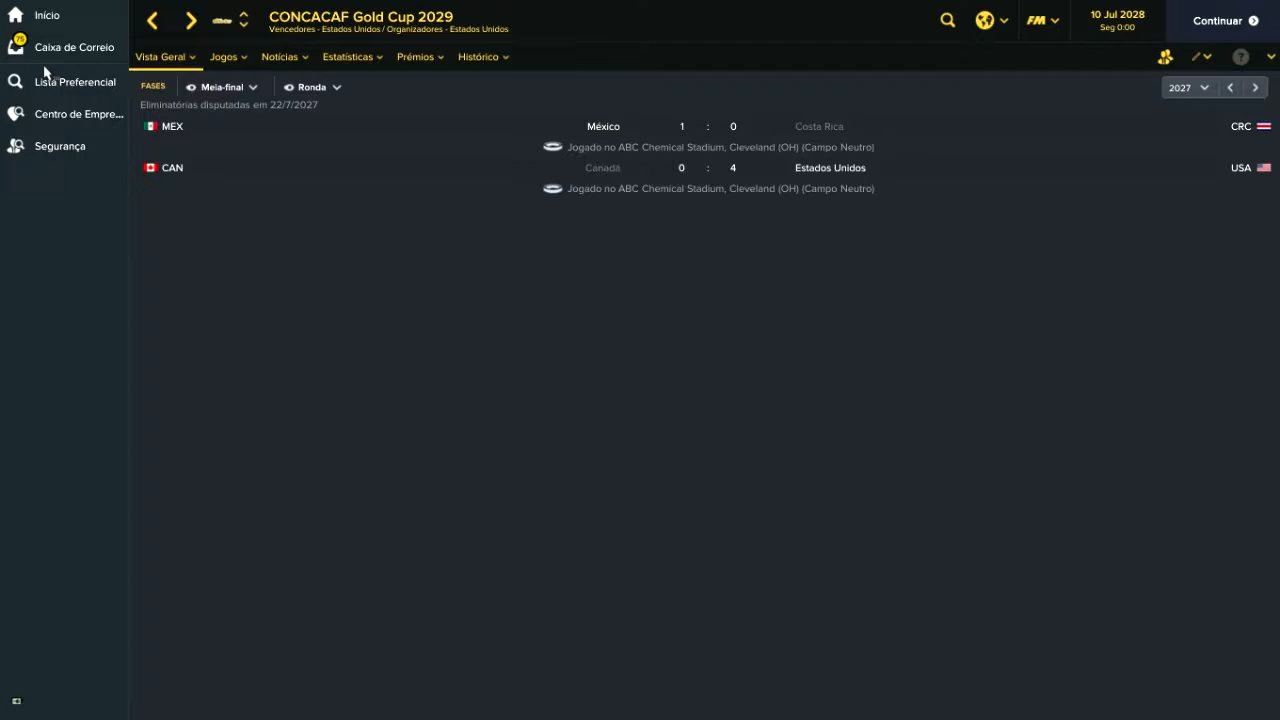 Início
75
Caixa de Correio
Lista Preferencial
Centro de Empre...
Segurança
CONCACAF Gold Cup 2029
Vencedores - Estados Unidos / Organizadores - Estados Unidos
FM
10 Jul 2028
Seg 0:00
Continuar
Vista Geral
Jogos
Notícias
Estatísticas
Prémios
Histórico
?
FASES
Meia-final
Ronda
2027
Eliminatórias disputadas em 22/7/2027
MEX México 1 : 0 Costa Rica CRC
Jogado no ABC Chemical Stadium, Cleveland (OH) (Campo Neutro)
CAN Canadá 0 : 4 Estados Unidos USA
Jogado no ABC Chemical Stadium, Cleveland (OH) (Campo Neutro)